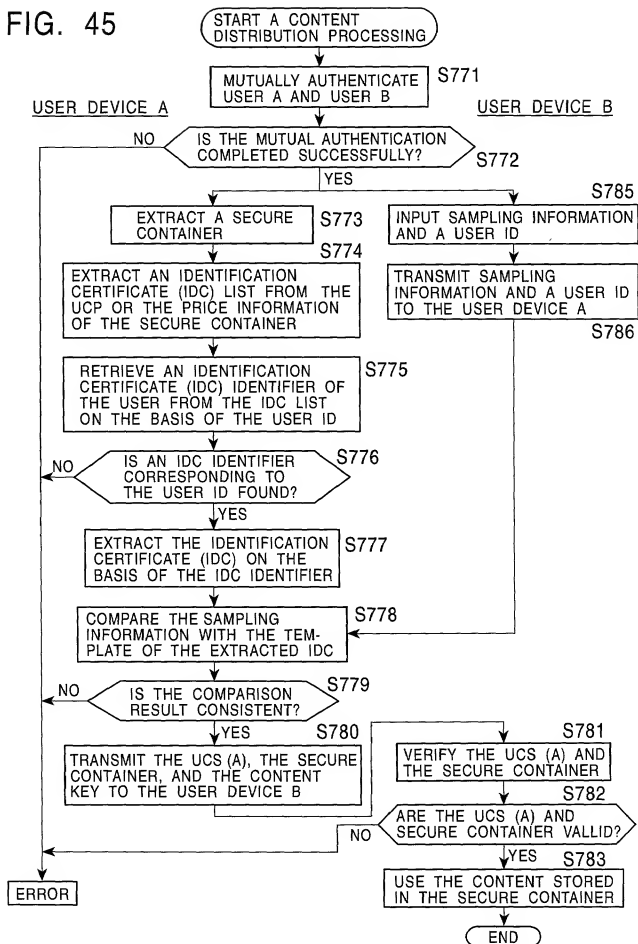 FIG. 45
START A CONTENT
DISTRIBUTION PROCESSING
S771
MUTUALLY AUTHENTICATE
USER A AND USER B
USER DEVICE A
USER DEVICE B
NO
IS THE MUTUAL AUTHENTICATION
COMPLETED SUCCESSFULLY?
S772
YES
S773
EXTRACT A SECURE
CONTAINER
S785
INPUT SAMPLING INFORMATION
AND A USER ID
S774
EXTRACT AN IDENTIFICATION
CERTIFICATE (IDC) LIST FROM THE
UCP OR THE PRICE INFORMATION
OF THE SECURE CONTAINER
TRANSMIT SAMPLING
INFORMATION AND A USER ID
TO THE USER DEVICE A
S786
S775
RETRIEVE AN IDENTIFICATION
CERTIFICATE (IDC) IDENTIFIER OF
THE USER FROM THE IDC LIST
ON THE BASIS OF THE USER ID
S776
NO
IS AN IDC IDENTIFIER
CORRESPONDING TO
THE USER ID FOUND?
YES
S777
EXTRACT THE IDENTIFICATION
CERTIFICATE (IDC) ON THE
BASIS OF THE IDC IDENTIFIER
S778
COMPARE THE SAMPLING
INFORMATION WITH THE TEM-
PLATE OF THE EXTRACTED IDC
S779
NO
IS THE COMPARISON
RESULT CONSISTENT?
YES
S780
TRANSMIT THE UCS (A), THE SECURE
CONTAINER, AND THE CONTENT
KEY TO THE USER DEVICE B
S781
VERIFY THE UCS (A) AND
THE SECURE CONTAINER
S782
NO
ARE THE UCS (A) AND
SECURE CONTAINER VALLID?
YES
S783
USE THE CONTENT STORED
IN THE SECURE CONTAINER
ERROR
END